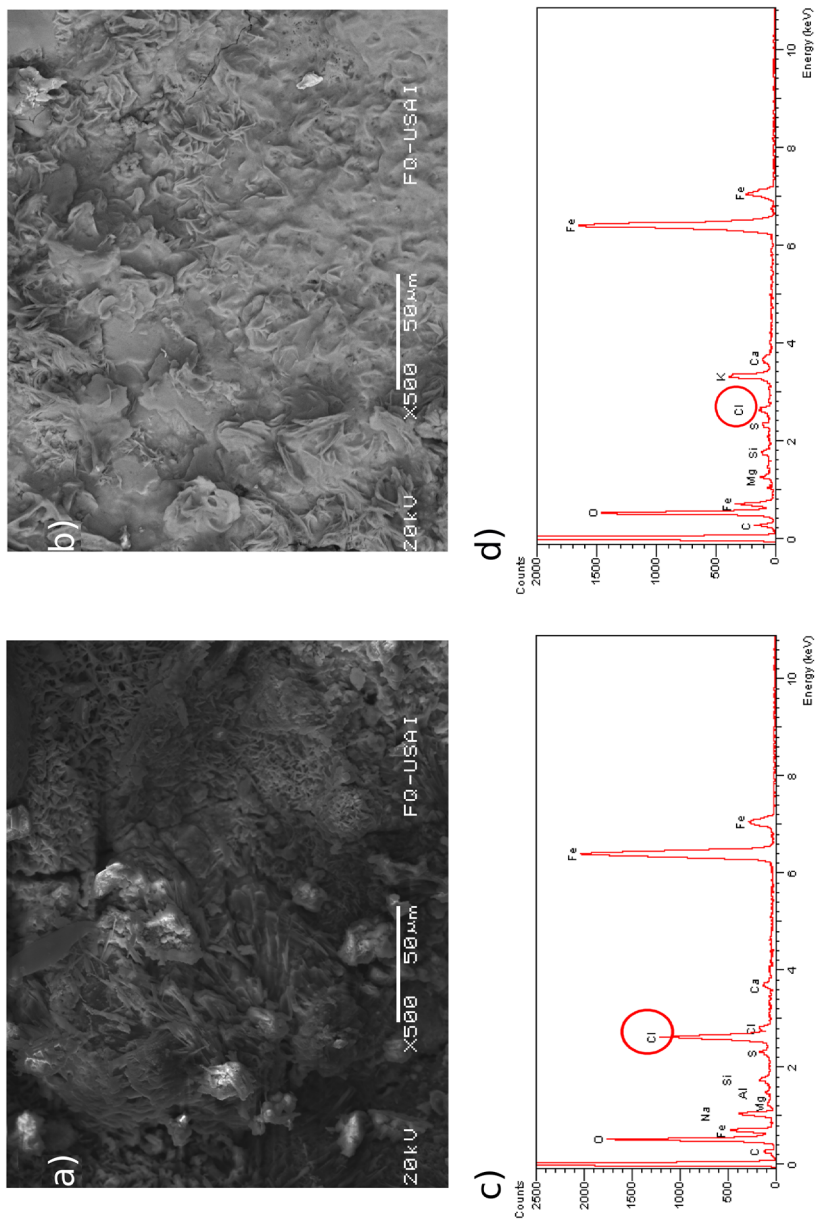 a)
20kV X500 50μm FQ-USAI
b)
20kV X500 50μm FQ-USAI
c)
Counts
2500
2000
1500
1000
500
0
C
O
Fe
Na
Mg
Al
Si
S
Cl
Cl
Ca
Fe
Fe
0 2 4 6 8 10
Energy (keV)
d)
Counts
2000
1500
1000
500
0
C
O
Fe
Mg
Si
S
Cl
K
Ca
Fe
Fe
0 2 4 6 8 10
Energy (keV)